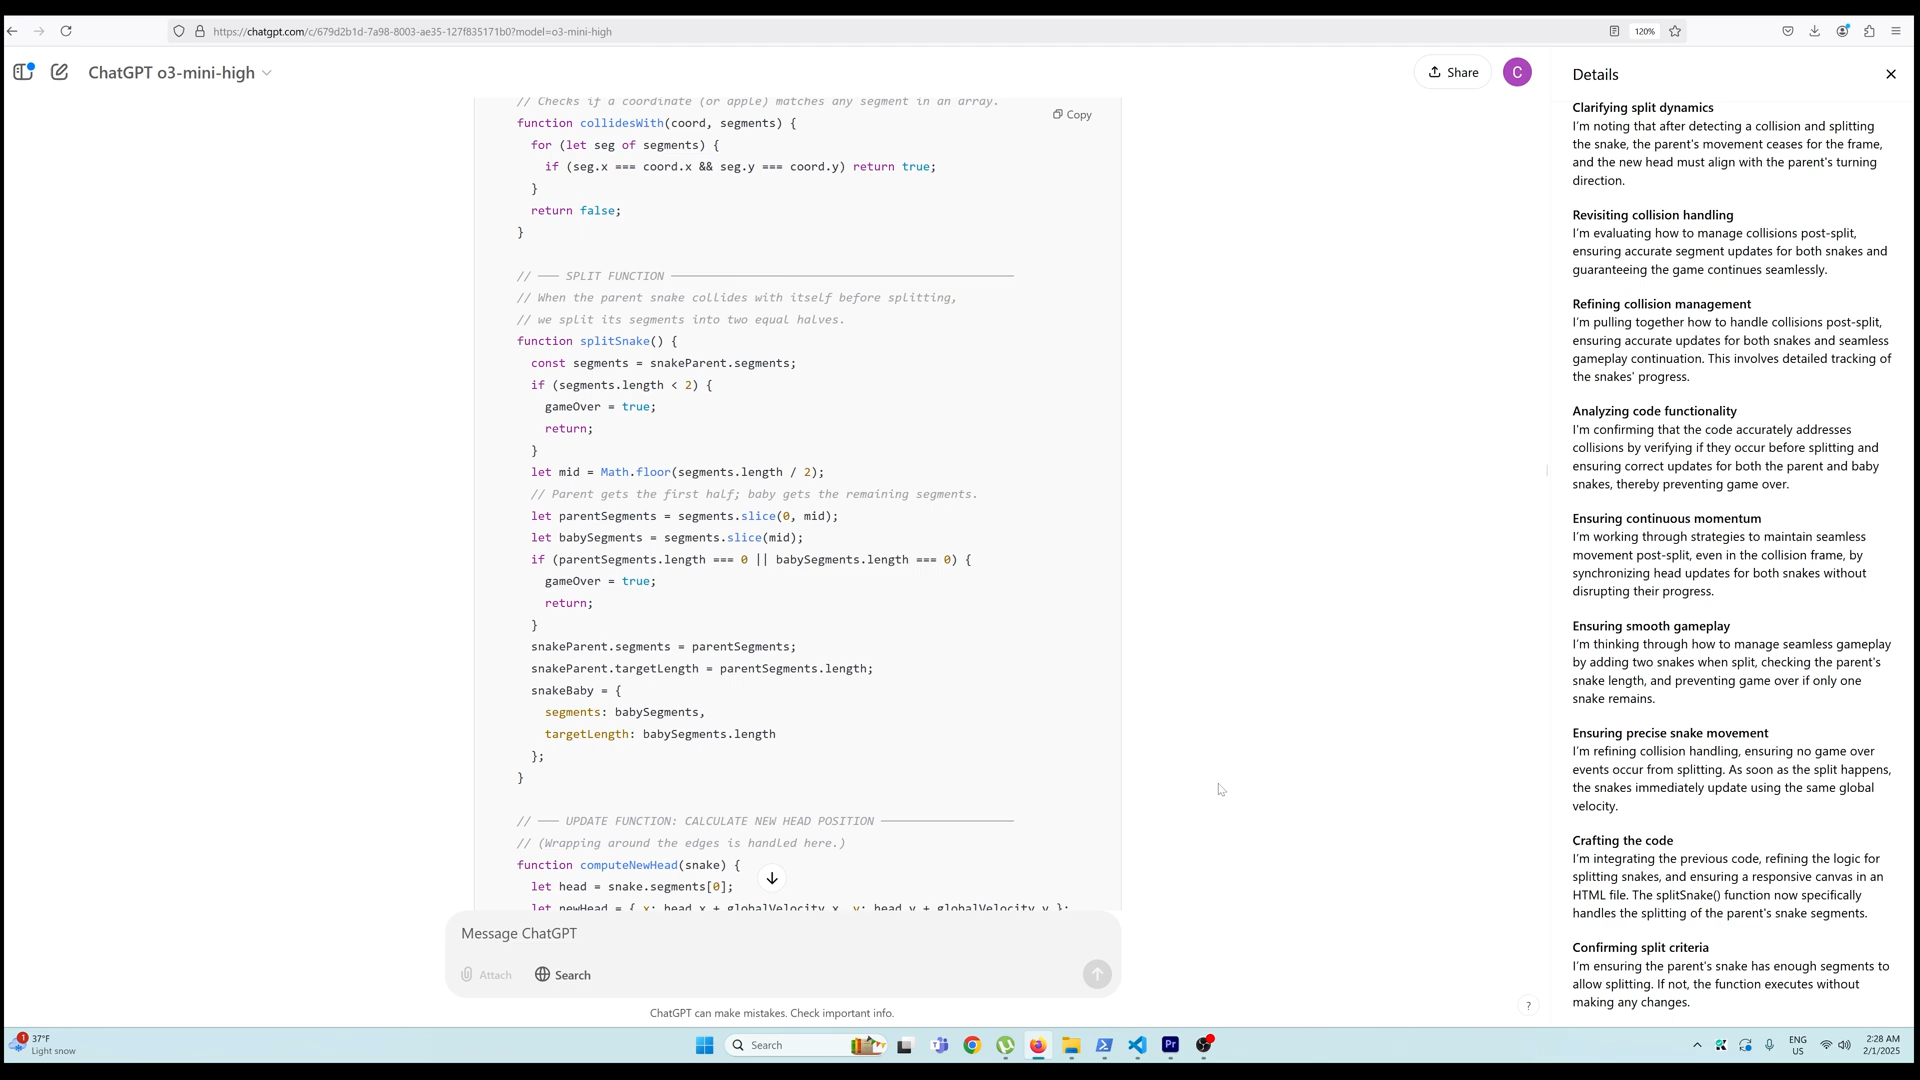 https://chatgpt.com/c/679d2b1d-7a98-8003-ae35-127f835171b0?model=o3-mini-high
120%
ChatGPT o3-mini-high
Share
C
// Checks if a coordinate (or apple) matches any segment in an array.
Copy
function collidesWith(coord, segments) {
for (let seg of segments) {
if (seg.x === coord.x && seg.y === coord.y) return true;
}
return false;
}
// —— SPLIT FUNCTION ————————————————
// When the parent snake collides with itself before splitting,
// we split its segments into two equal halves.
function splitSnake() {
const segments = snakeParent.segments;
if (segments.length < 2) {
gameOver = true;
return;
}
let mid = Math.floor(segments.length / 2);
// Parent gets the first half; baby gets the remaining segments.
let parentSegments = segments.slice(0, mid);
let babySegments = segments.slice(mid);
if (parentSegments.length === 0 || babySegments.length === 0) {
gameOver = true;
return;
}
snakeParent.segments = parentSegments;
snakeParent.targetLength = parentSegments.length;
snakeBaby = {
segments: babySegments,
targetLength: babySegments.length
};
}
// —— UPDATE FUNCTION: CALCULATE NEW HEAD POSITION ——————
// (Wrapping around the edges is handled here.)
function computeNewHead(snake) {
let head = snake.segments[0];
let newHead = { x: head.x + globalVelocity.x, y: head.y + globalVelocity.y };
Message ChatGPT
Attach
Search
ChatGPT can make mistakes. Check important info.
?
Details
Clarifying split dynamics
I'm noting that after detecting a collision and splitting
the snake, the parent's movement ceases for the frame,
and the new head must align with the parent's turning
direction.
Revisiting collision handling
I'm evaluating how to manage collisions post-split,
ensuring accurate segment updates for both snakes and
guaranteeing the game continues seamlessly.
Refining collision management
I'm pulling together how to handle collisions post-split,
ensuring accurate updates for both snakes and seamless
gameplay continuation. This involves detailed tracking of
the snakes' progress.
Analyzing code functionality
I'm confirming that the code accurately addresses
collisions by verifying if they occur before splitting and
ensuring correct updates for both the parent and baby
snakes, thereby preventing game over.
Ensuring continuous momentum
I'm working through strategies to maintain seamless
movement post-split, even in the collision frame, by
synchronizing head updates for both snakes without
disrupting their progress.
Ensuring smooth gameplay
I'm thinking through how to manage seamless gameplay
by adding two snakes when split, checking the parent's
snake length, and preventing game over if only one
snake remains.
Ensuring precise snake movement
I'm refining collision handling, ensuring no game over
events occur from splitting. As soon as the split happens,
the snakes immediately update using the same global
velocity.
Crafting the code
I'm integrating the previous code, refining the logic for
splitting snakes, and ensuring a responsive canvas in an
HTML file. The splitSnake() function now specifically
handles the splitting of the parent's snake segments.
Confirming split criteria
I'm ensuring the parent's snake has enough segments to
allow splitting. If not, the function executes without
making any changes.
1
37°F
Light snow
Search
Pr
ENG
US
2:28 AM
2/1/2025